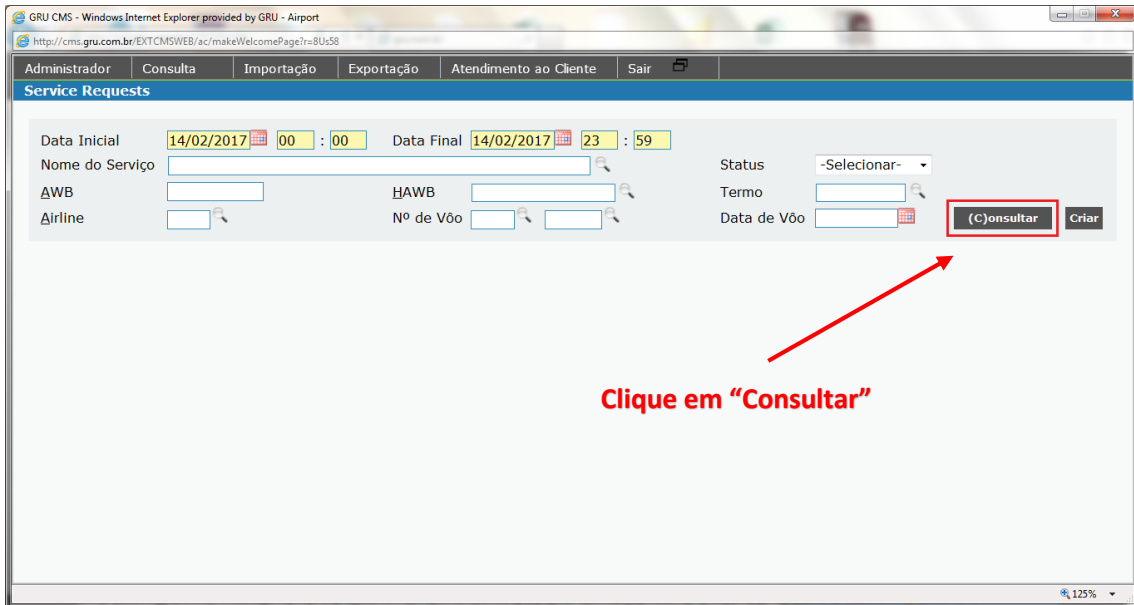 GRU CMS - Windows Internet Explorer provided by GRU - Airport
http://cms.gru.com.br/EXTCMSWEB/ac/makeWelcomePage?r=8Us58
Administrador Consulta Importação Exportação Atendimento ao Cliente Sair
Service Requests
Data Inicial 14/02/2017 00 : 00 Data Final 14/02/2017 23 : 59
Nome do Serviço Status -Selecionar-
AWB HAWB Termo
Airline Nº de Vôo Data de Vôo (C)onsultar Criar
Clique em “Consultar”
125%